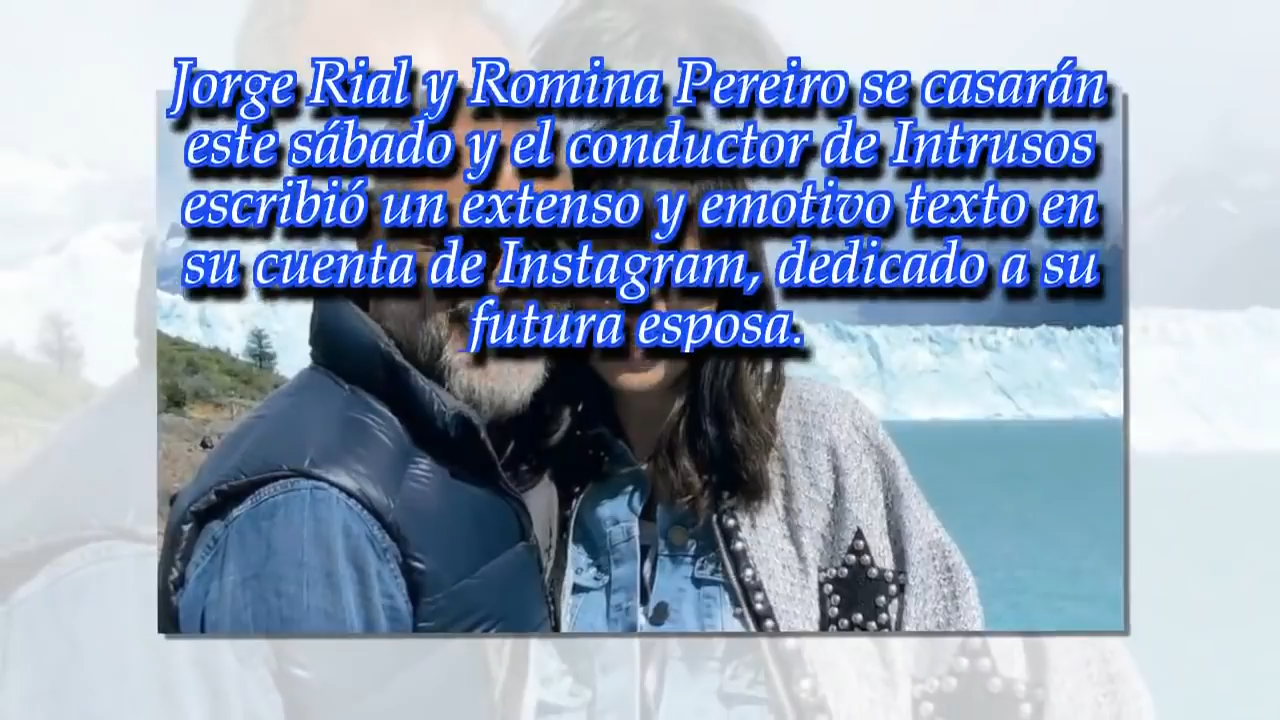 Jorge Rial y Romina Pereiro se casarán
este sábado y el conductor de Intrusos
escribió un extenso y emotivo texto en
su cuenta de Instagram, dedicado a su
futura esposa.